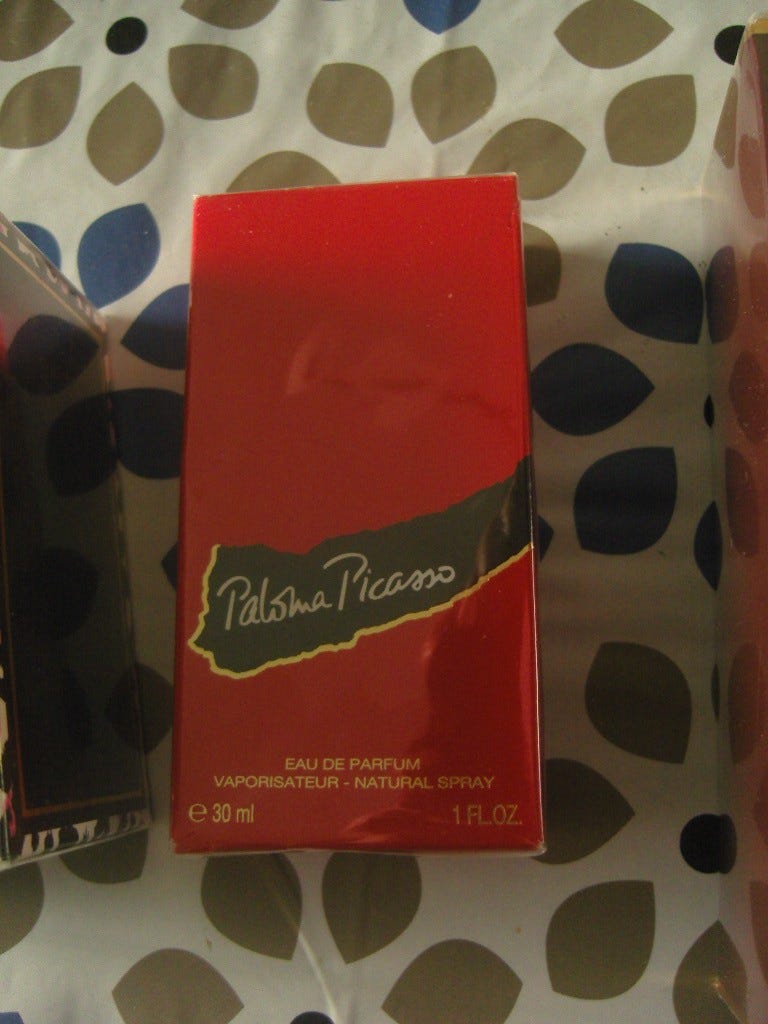 Paloma Picasso
EAU DE PARFUM
VAPORISATEUR - NATURAL SPRAY
e 30 ml 1 FL.OZ.